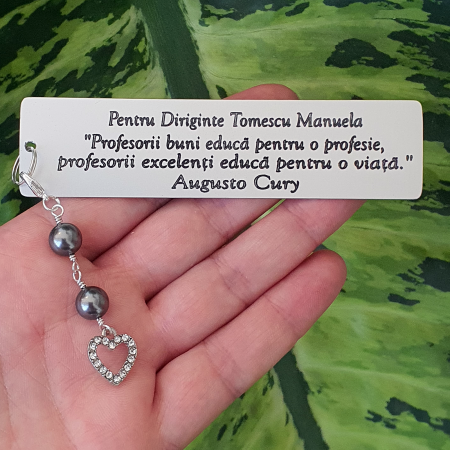 Pentru Diriginte Tomescu Manuela
"Profesorii buni educă pentru o profesie,
profesorii excelenți educă pentru o viață."
Augusto Cury